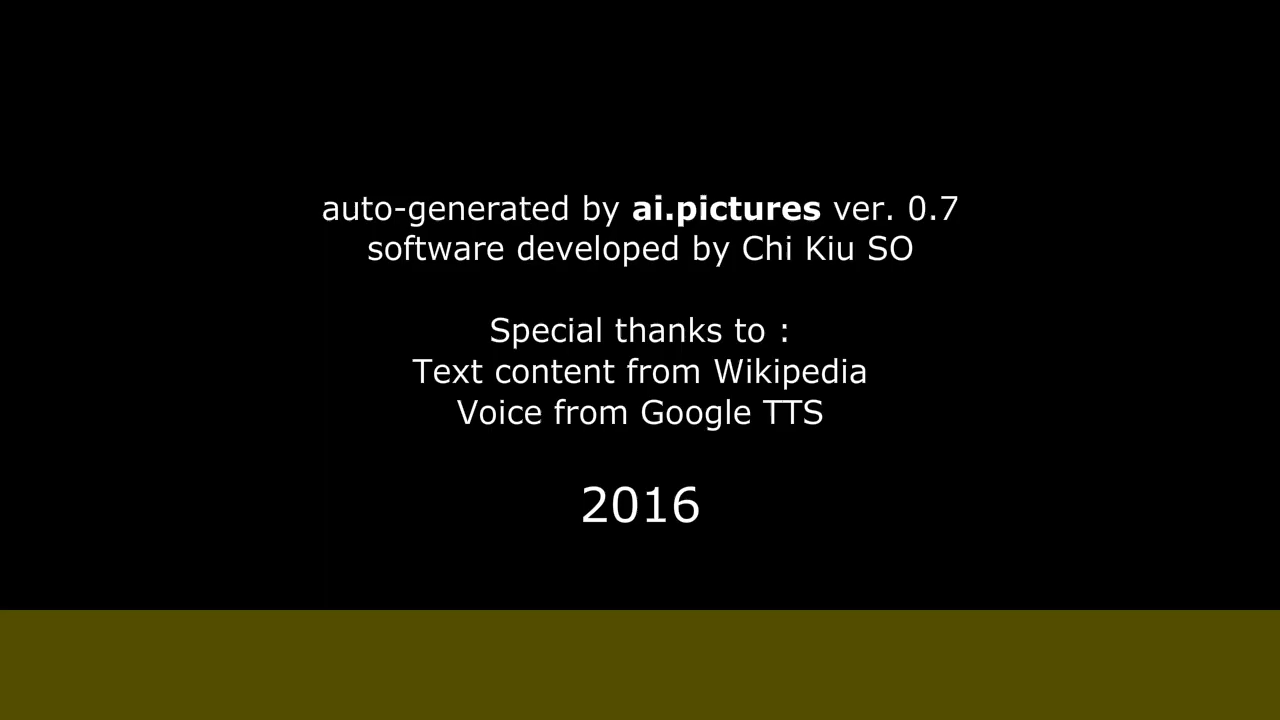 auto-generated by ai.pictures ver. 0.7
software developed by Chi Kiu SO
Special thanks to :
Text content from Wikipedia
Voice from Google TTS
2016